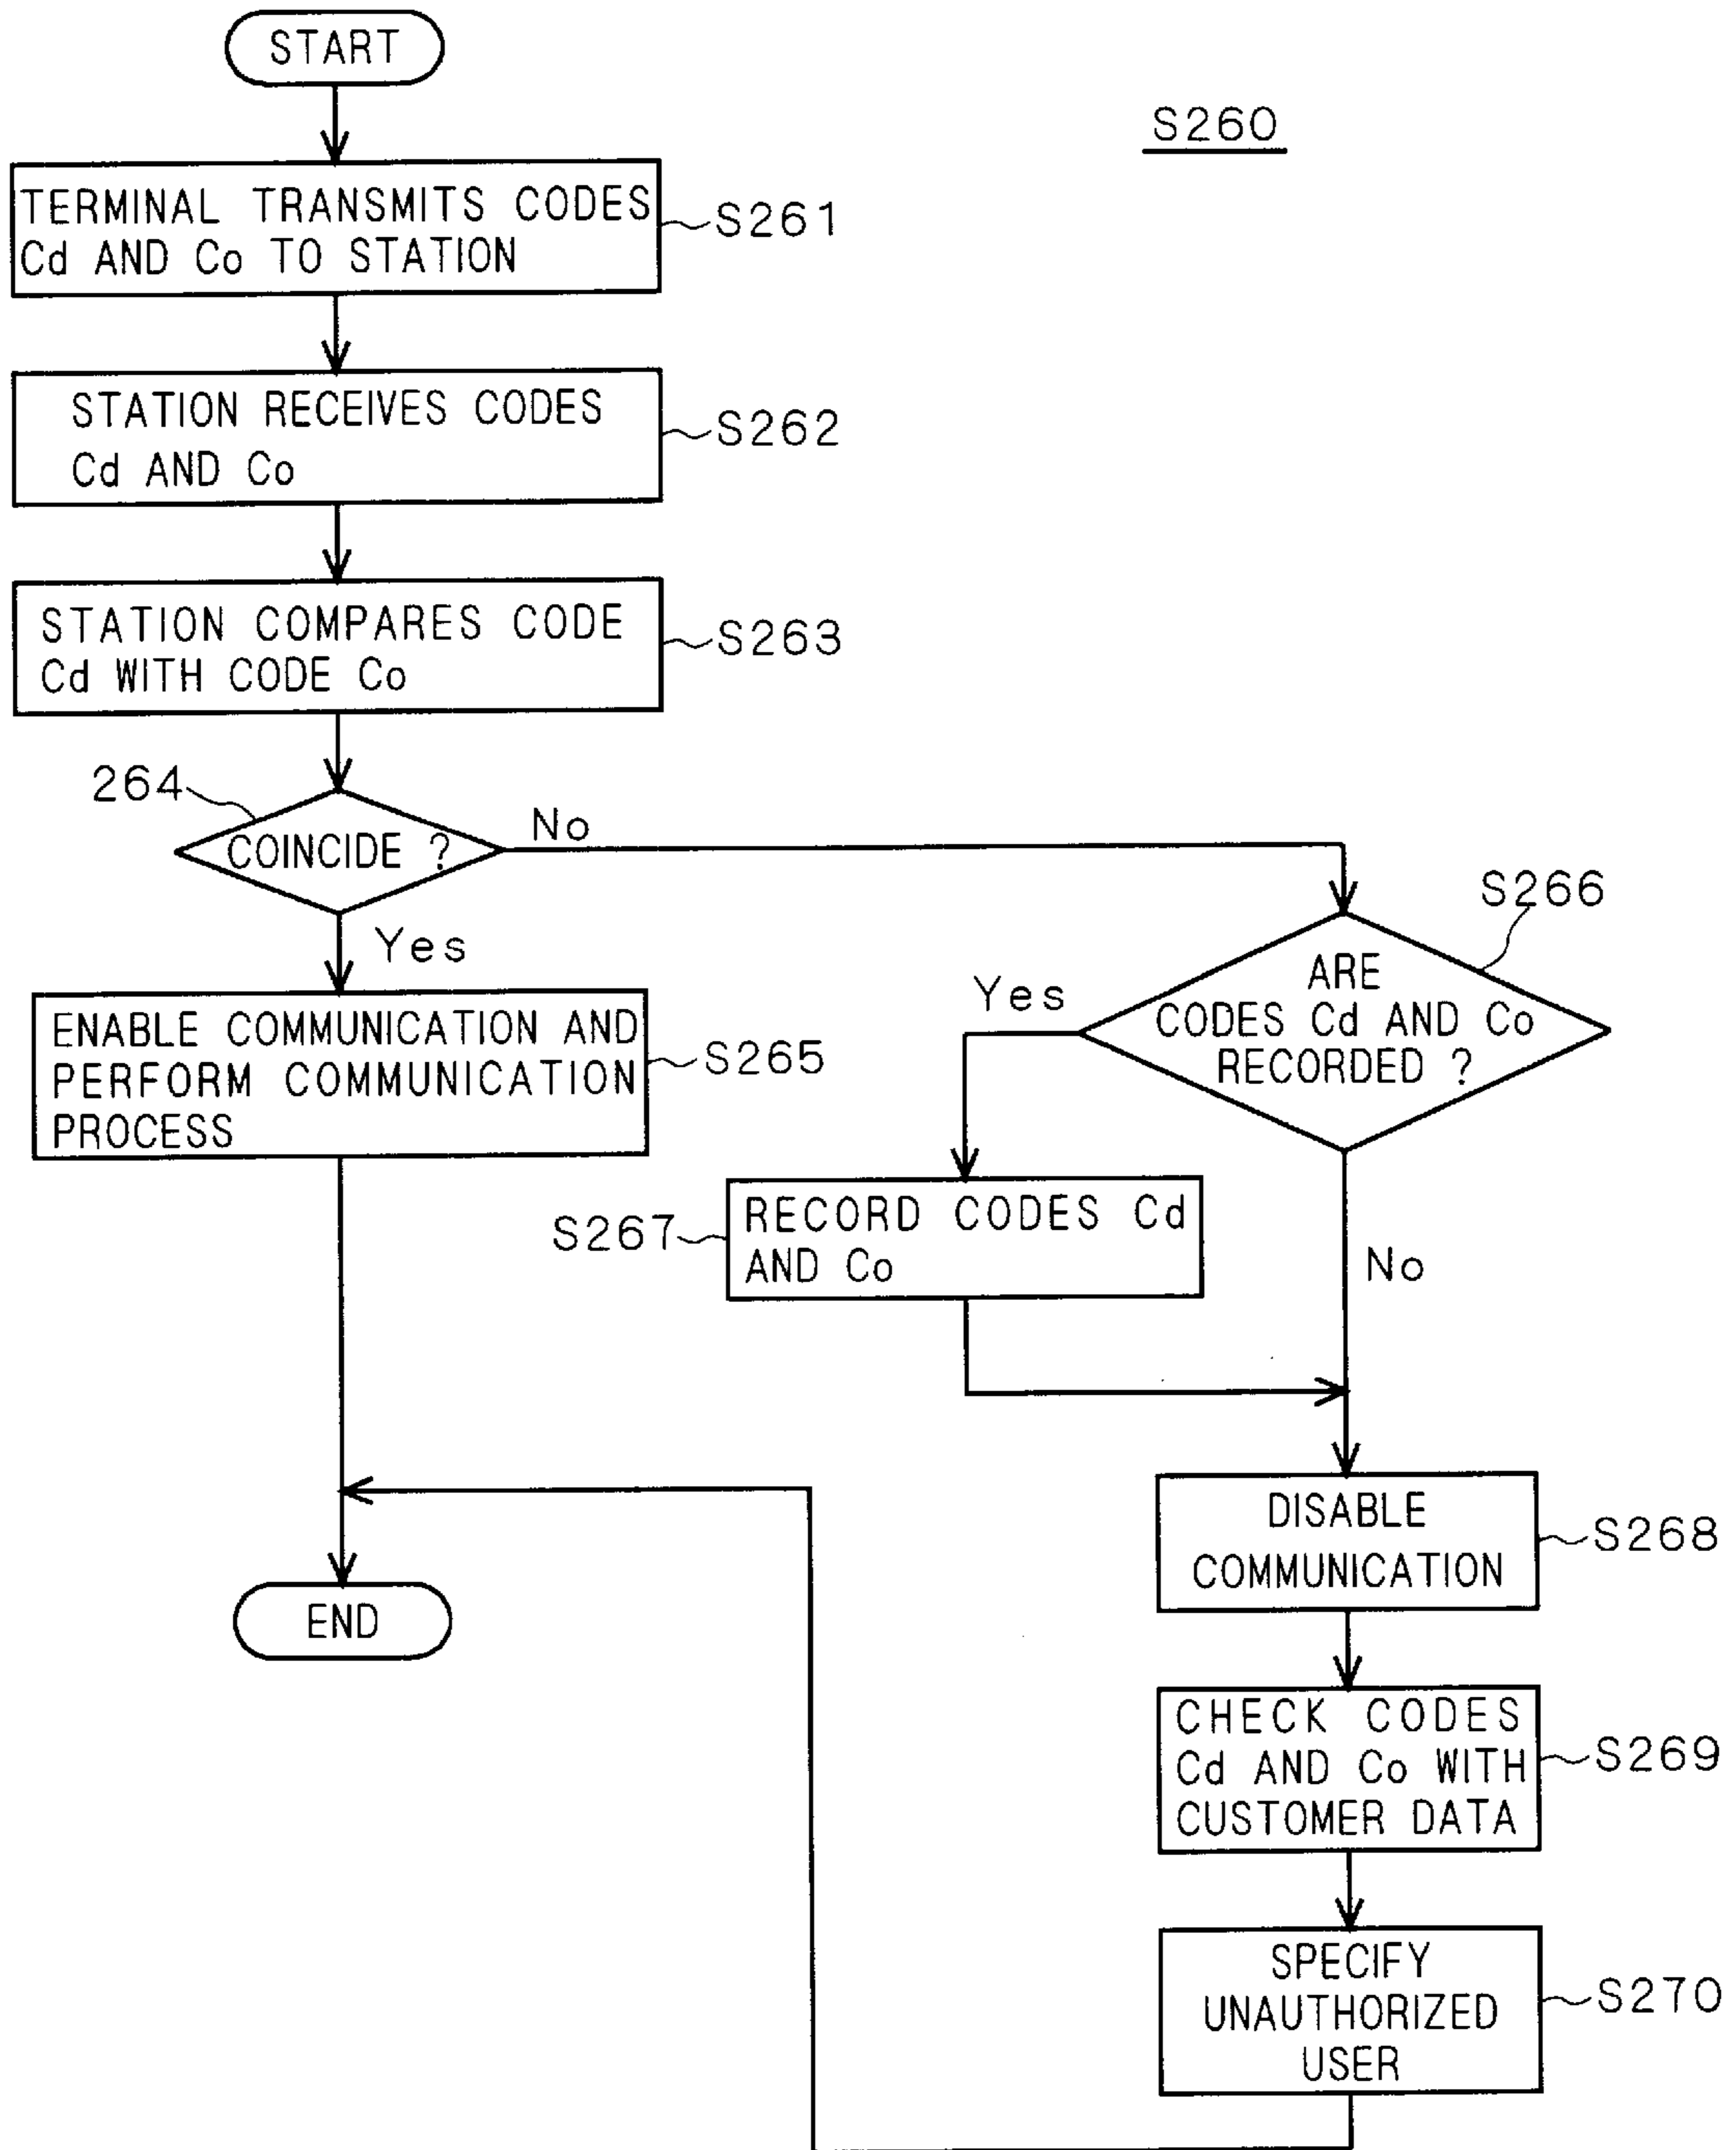 START
S260
TERMINAL TRANSMITS CODES
Cd AND Co TO STATION
S261
STATION RECEIVES CODES
Cd AND Co
S262
STATION COMPARES CODE
Cd WITH CODE Co
S263
264
COINCIDE ?
No
Yes
ENABLE COMMUNICATION AND
PERFORM COMMUNICATION
PROCESS
S265
S266
ARE
CODES Cd AND Co
RECORDED ?
Yes
No
S267
RECORD CODES Cd
AND Co
DISABLE
COMMUNICATION
S268
CHECK CODES
Cd AND Co WITH
CUSTOMER DATA
S269
SPECIFY
UNAUTHORIZED
USER
S270
END